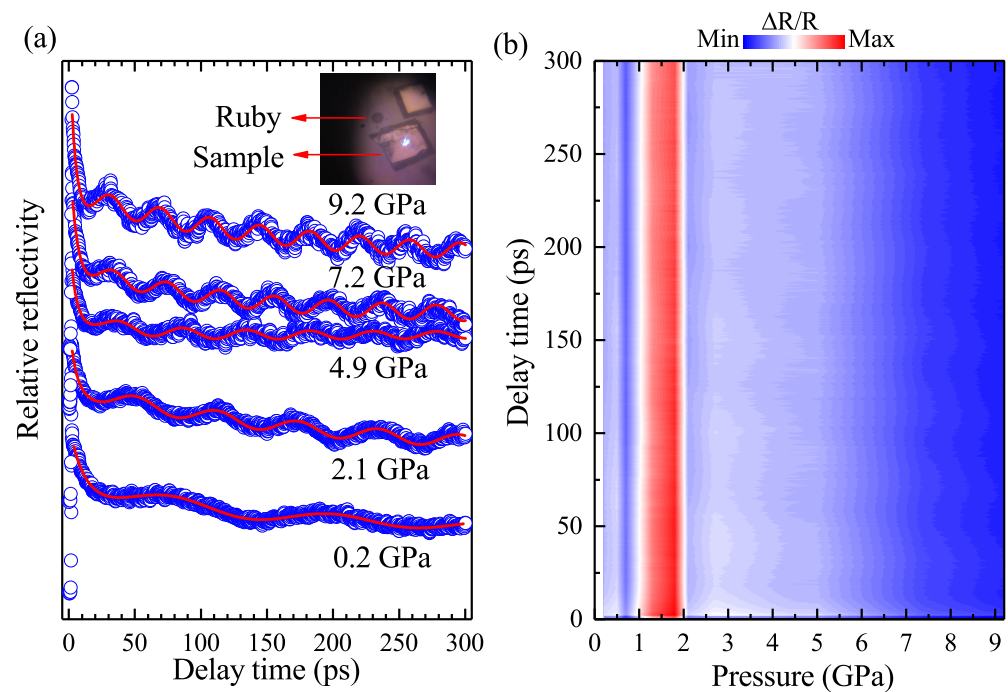 (a)
Relative reflectivity
Ruby
Sample
9.2 GPa
7.2 GPa
4.9 GPa
2.1 GPa
0.2 GPa
0 50 100 150 200 250 300
Delay time (ps)
(b)
ΔR/R
Min Max
300
250
200
150
100
50
0
Delay time (ps)
0 1 2 3 4 5 6 7 8 9
Pressure (GPa)